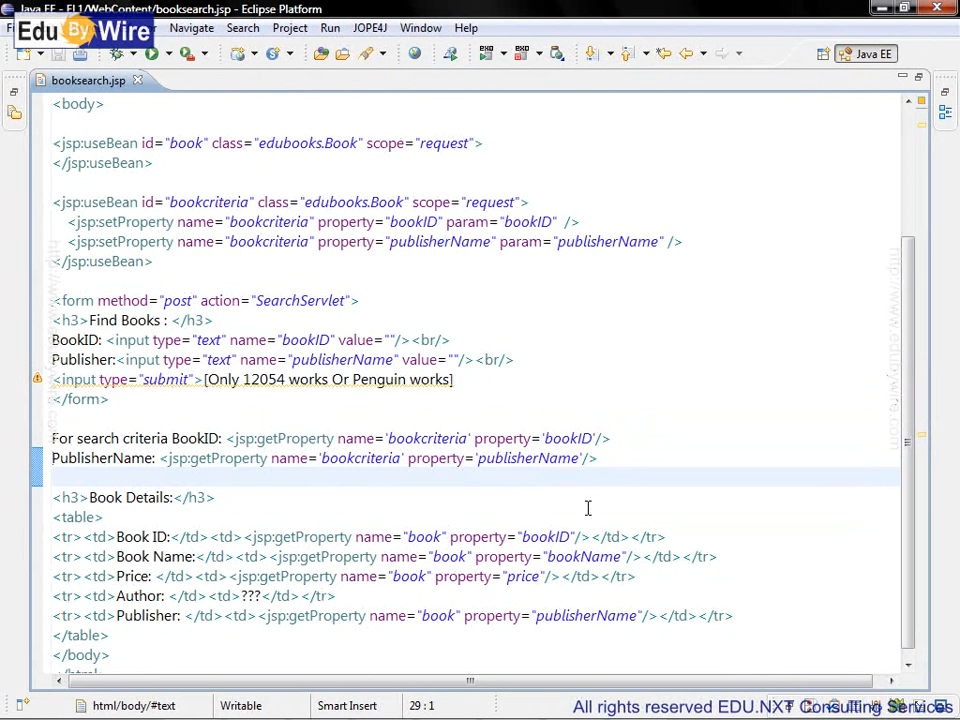 Java EE - EL1/WebContent/booksearch.jsp - Eclipse Platform
Edu By Wire
Navigate Search Project Run JOPE4J Window Help
Java EE
booksearch.jsp
<body>
<jsp:useBean id="book" class="edubooks.Book" scope="request">
</jsp:useBean>
<jsp:useBean id="bookcriteria" class="edubooks.Book" scope="request">
<jsp:setProperty name="bookcriteria" property="bookID" param="bookID" />
<jsp:setProperty name="bookcriteria" property="publisherName" param="publisherName" />
</jsp:useBean>
<form method="post" action="SearchServlet">
<h3>Find Books : </h3>
BookID: <input type="text" name="bookID" value=""/><br/>
Publisher:<input type="text" name="publisherName" value=""/><br/>
<input type="submit">[Only 12054 works Or Penguin works]
</form>
For search criteria BookID: <jsp:getProperty name='bookcriteria' property='bookID'/>
PublisherName: <jsp:getProperty name='bookcriteria' property='publisherName'/>
<h3>Book Details:</h3>
<table>
<tr><td>Book ID:</td><td><jsp:getProperty name="book" property="bookID"/></td></tr>
<tr><td>Book Name:</td><td><jsp:getProperty name="book" property="bookName"/></td></tr>
<tr><td>Price: </td><td><jsp:getProperty name="book" property="price"/></td></tr>
<tr><td>Author: </td><td>???</td></tr>
<tr><td>Publisher: </td><td><jsp:getProperty name="book" property="publisherName"/></td></tr>
</table>
</body>
html/body/#text Writable Smart Insert 29 : 1
All rights reserved EDU.NXT Consulting Services